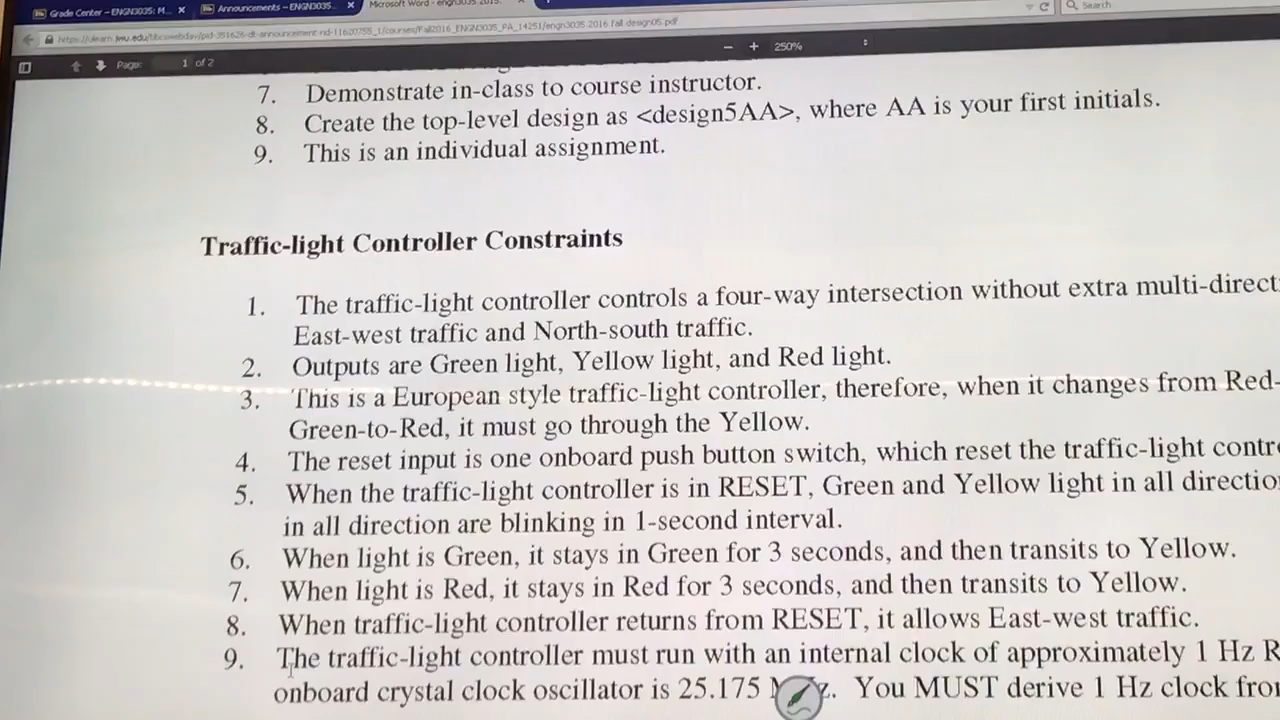 Grade Center – ENGN3035: M...
Announcements – ENGN3035...
Microsoft Word - engn3035 2015.
Search
Page: 1 of 2
250%
7. Demonstrate in-class to course instructor.
8. Create the top-level design as <design5AA>, where AA is your first initials.
9. This is an individual assignment.
Traffic-light Controller Constraints
1. The traffic-light controller controls a four-way intersection without extra multi-direct
East-west traffic and North-south traffic.
2. Outputs are Green light, Yellow light, and Red light.
3. This is a European style traffic-light controller, therefore, when it changes from Red-
Green-to-Red, it must go through the Yellow.
4. The reset input is one onboard push button switch, which reset the traffic-light contr
5. When the traffic-light controller is in RESET, Green and Yellow light in all directio
in all direction are blinking in 1-second interval.
6. When light is Green, it stays in Green for 3 seconds, and then transits to Yellow.
7. When light is Red, it stays in Red for 3 seconds, and then transits to Yellow.
8. When traffic-light controller returns from RESET, it allows East-west traffic.
9. The traffic-light controller must run with an internal clock of approximately 1 Hz R
onboard crystal clock oscillator is 25.175 z. You MUST derive 1 Hz clock fro